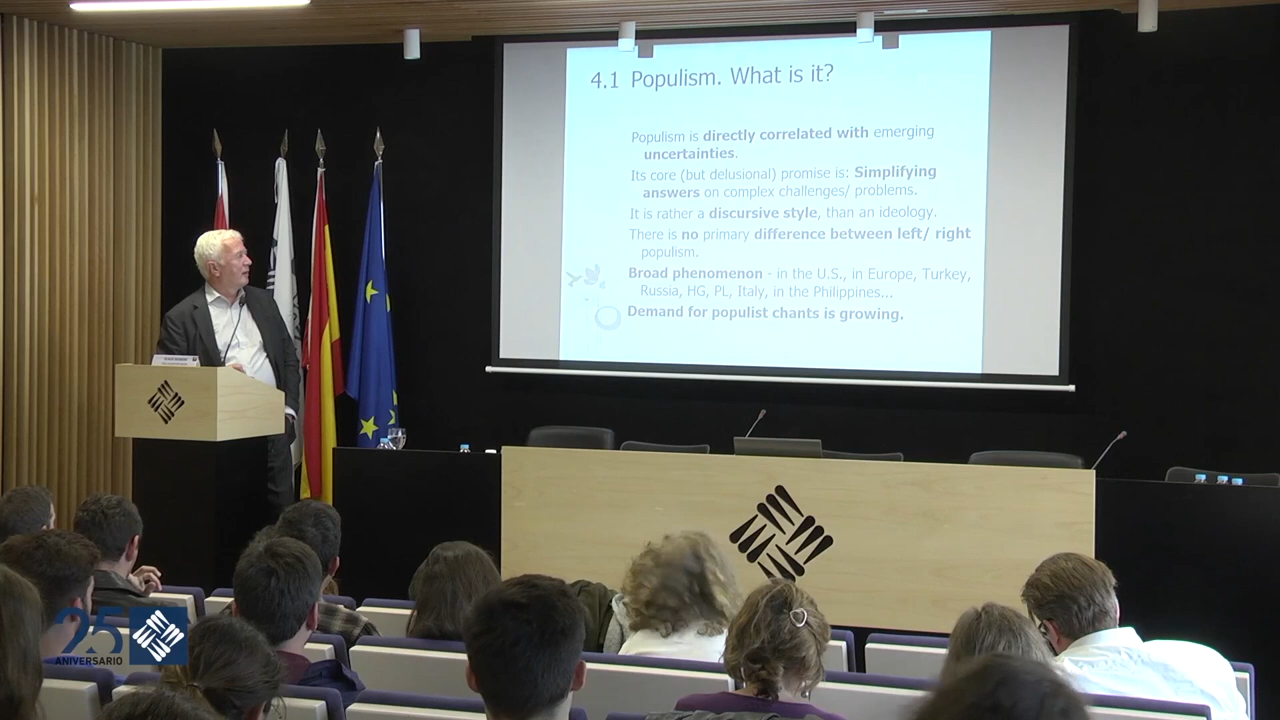 4.1 Populism. What is it?
Populism is directly correlated with emerging
uncertainties.
Its core (but delusional) promise is: Simplifying
answers on complex challenges/ problems.
It is rather a discursive style, than an ideology.
There is no primary difference between left/ right
populism.
Broad phenomenon - in the U.S., in Europe, Turkey,
Russia, HG, PL, Italy, in the Philippines...
Demand for populist chants is growing.
25
ANIVERSARIO